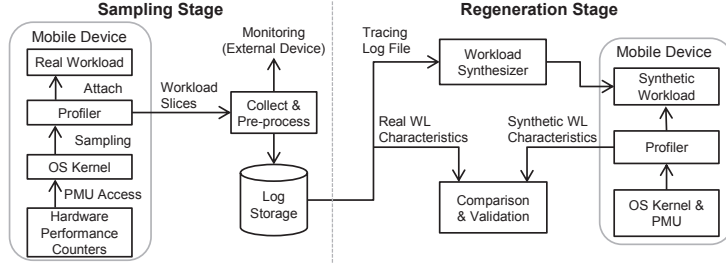 Sampling Stage
Regeneration Stage
Mobile Device
Real Workload
Attach
Profiler
Sampling
OS Kernel
PMU Access
Hardware
Performance
Counters
Workload
Slices
Monitoring
(External Device)
Collect &
Pre-process
Log
Storage
Tracing
Log File
Workload
Synthesizer
Real WL
Characteristics
Comparison
& Validation
Synthetic WL
Characteristics
Mobile Device
Synthetic
Workload
Profiler
OS Kernel &
PMU